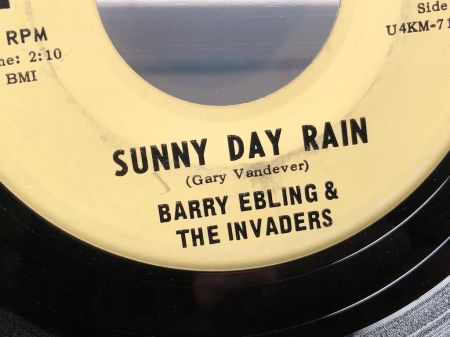 RPM
Side
2:10
U4KM-71
BMI
SUNNY DAY RAIN
(Gary Vandever)
BARRY EBLING &
THE INVADERS